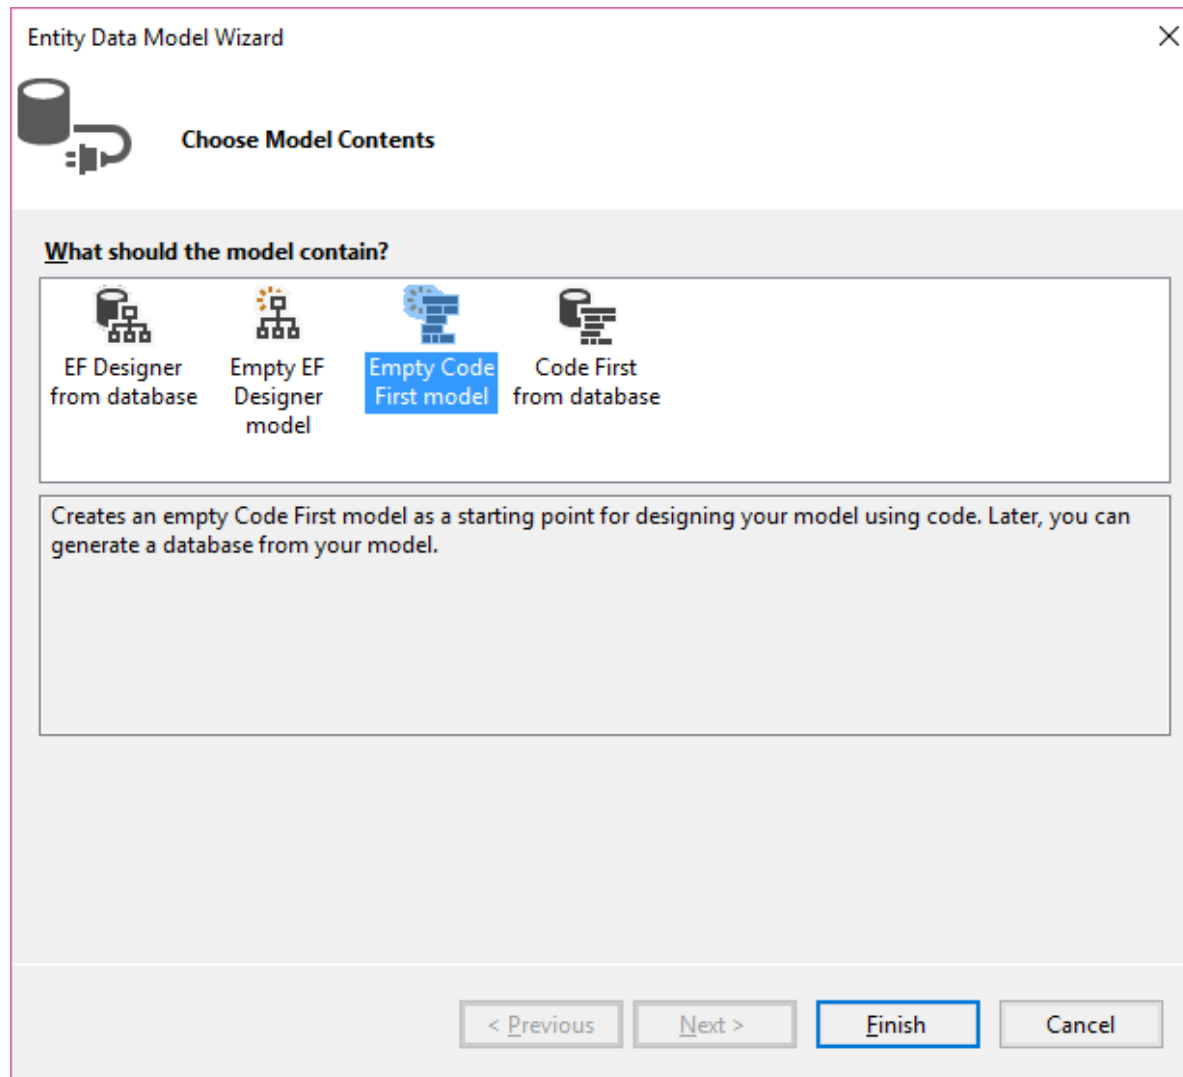 Entity Data Model Wizard
Choose Model Contents
What should the model contain?
EF Designer
from database
Empty EF
Designer
model
Empty Code
First model
Code First
from database
Creates an empty Code First model as a starting point for designing your model using code. Later, you can
generate a database from your model.
< Previous
Next >
Finish
Cancel